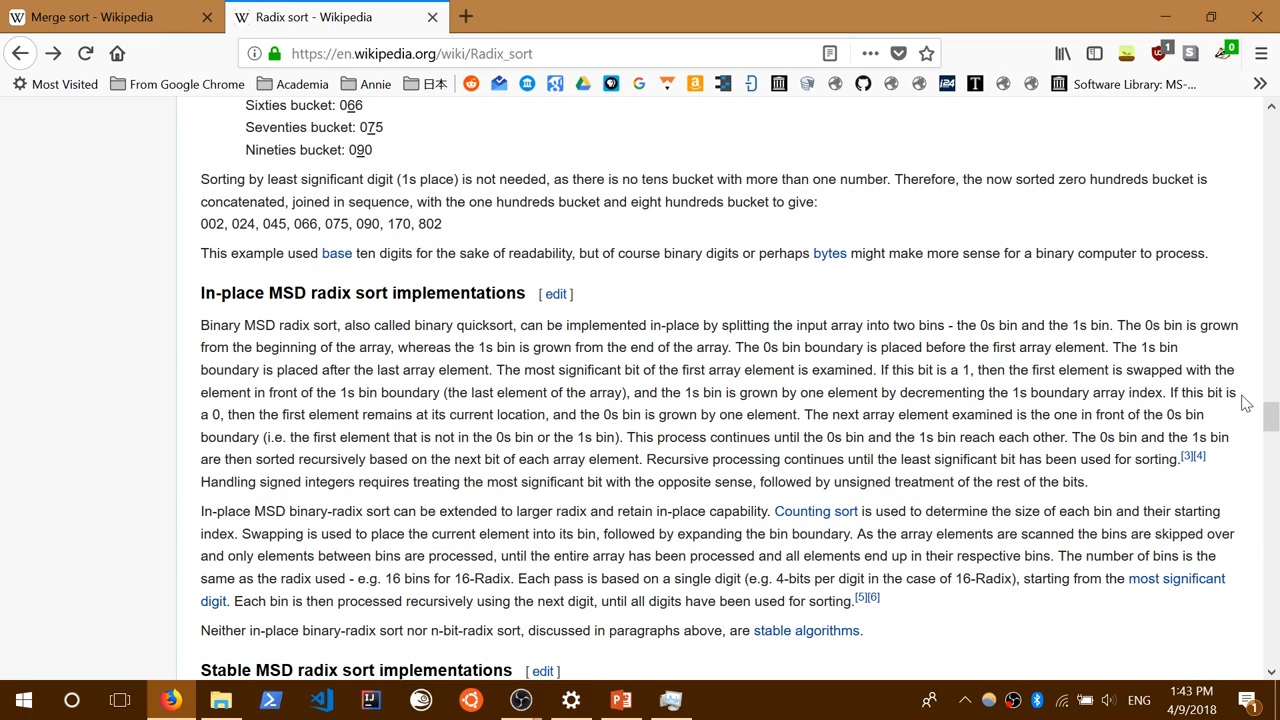 Merge sort - Wikipedia
Radix sort - Wikipedia
https://en.wikipedia.org/wiki/Radix_sort
Most Visited From Google Chrome Academia Annie 日本 Software Library: MS-...
Sixties bucket: 066
Seventies bucket: 075
Nineties bucket: 090
Sorting by least significant digit (1s place) is not needed, as there is no tens bucket with more than one number. Therefore, the now sorted zero hundreds bucket is
concatenated, joined in sequence, with the one hundreds bucket and eight hundreds bucket to give:
002, 024, 045, 066, 075, 090, 170, 802
This example used base ten digits for the sake of readability, but of course binary digits or perhaps bytes might make more sense for a binary computer to process.
In-place MSD radix sort implementations [ edit ]
Binary MSD radix sort, also called binary quicksort, can be implemented in-place by splitting the input array into two bins - the 0s bin and the 1s bin. The 0s bin is grown
from the beginning of the array, whereas the 1s bin is grown from the end of the array. The 0s bin boundary is placed before the first array element. The 1s bin
boundary is placed after the last array element. The most significant bit of the first array element is examined. If this bit is a 1, then the first element is swapped with the
element in front of the 1s bin boundary (the last element of the array), and the 1s bin is grown by one element by decrementing the 1s boundary array index. If this bit is
a 0, then the first element remains at its current location, and the 0s bin is grown by one element. The next array element examined is the one in front of the 0s bin
boundary (i.e. the first element that is not in the 0s bin or the 1s bin). This process continues until the 0s bin and the 1s bin reach each other. The 0s bin and the 1s bin
are then sorted recursively based on the next bit of each array element. Recursive processing continues until the least significant bit has been used for sorting.[3][4]
Handling signed integers requires treating the most significant bit with the opposite sense, followed by unsigned treatment of the rest of the bits.
In-place MSD binary-radix sort can be extended to larger radix and retain in-place capability. Counting sort is used to determine the size of each bin and their starting
index. Swapping is used to place the current element into its bin, followed by expanding the bin boundary. As the array elements are scanned the bins are skipped over
and only elements between bins are processed, until the entire array has been processed and all elements end up in their respective bins. The number of bins is the
same as the radix used - e.g. 16 bins for 16-Radix. Each pass is based on a single digit (e.g. 4-bits per digit in the case of 16-Radix), starting from the most significant
digit. Each bin is then processed recursively using the next digit, until all digits have been used for sorting.[5][6]
Neither in-place binary-radix sort nor n-bit-radix sort, discussed in paragraphs above, are stable algorithms.
Stable MSD radix sort implementations [ edit ]
ENG
1:43 PM
4/9/2018